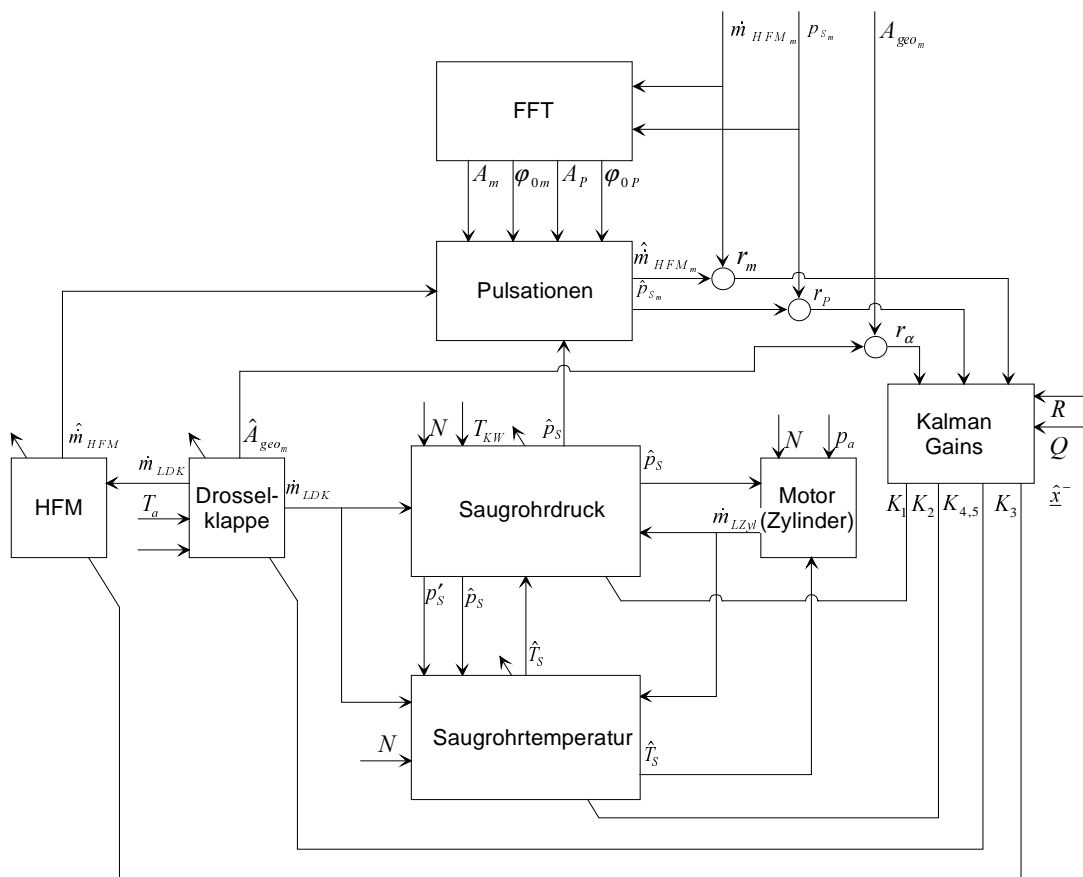 ṁ_HFM_m p_S_m A_geo_m
FFT
A_m φ_0m A_P φ_0P
Pulsationen
m̂̇_HFM_m r_m
p̂_S_m r_P
r_α
Kalman
Gains
R
Q
x̂⁻
K_1 K_2 K_4,5 K_3
m̂̇_HFM
HFM
ṁ_LDK
T_a
Â_geo_m
Drossel-
klappe
ṁ_LDK
N T_KW p̂_S
Saugrohrdruck
p̂_S
ṁ_LZyl
N p_a
Motor
(Zylinder)
p′_S p̂_S
T̂_S
Saugrohrtemperatur
N
T̂_S